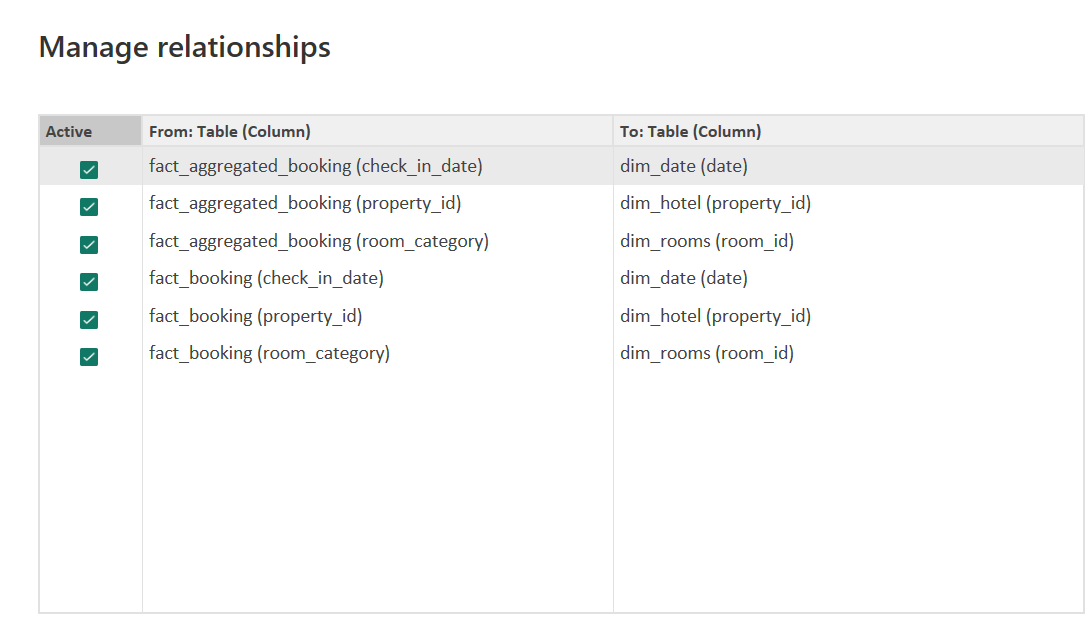 Manage relationships
Active From: Table (Column) To: Table (Column)
fact_aggregated_booking (check_in_date) dim_date (date)
fact_aggregated_booking (property_id) dim_hotel (property_id)
fact_aggregated_booking (room_category) dim_rooms (room_id)
fact_booking (check_in_date) dim_date (date)
fact_booking (property_id) dim_hotel (property_id)
fact_booking (room_category) dim_rooms (room_id)